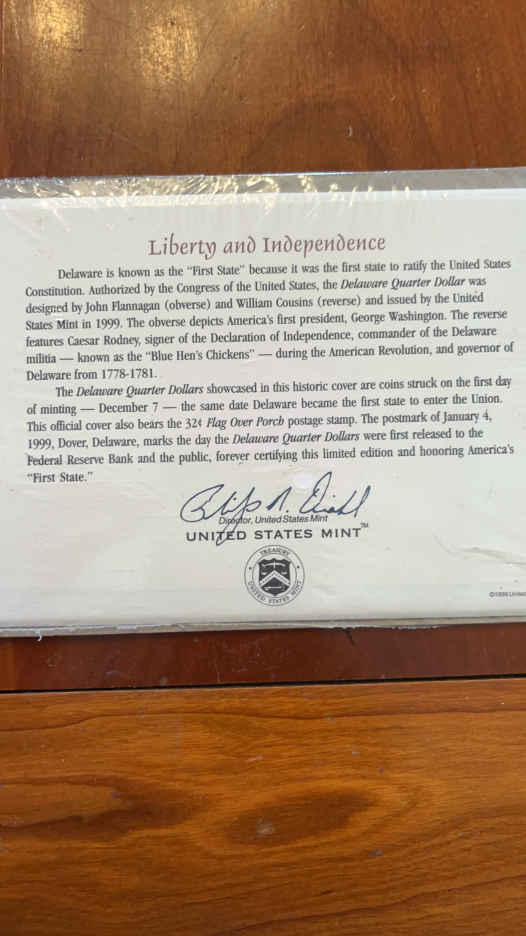 Liberty and Independence
Delaware is known as the “First State” because it was the first state to ratify the United States
Constitution. Authorized by the Congress of the United States, the Delaware Quarter Dollar was
designed by John Flannagan (obverse) and William Cousins (reverse) and issued by the United
States Mint in 1999. The obverse depicts America’s first president, George Washington. The reverse
features Caesar Rodney, signer of the Declaration of Independence, commander of the Delaware
militia — known as the “Blue Hen’s Chickens” — during the American Revolution, and governor of
Delaware from 1778-1781.
The Delaware Quarter Dollars showcased in this historic cover are coins struck on the first day
of minting — December 7 — the same date Delaware became the first state to enter the Union.
This official cover also bears the 32¢ Flag Over Porch postage stamp. The postmark of January 4,
1999, Dover, Delaware, marks the day the Delaware Quarter Dollars were first released to the
Federal Reserve Bank and the public, forever certifying this limited edition and honoring America’s
“First State.”
Director, United States Mint
UNITED STATES MINT™
TREASURY
UNITED STATES MINT